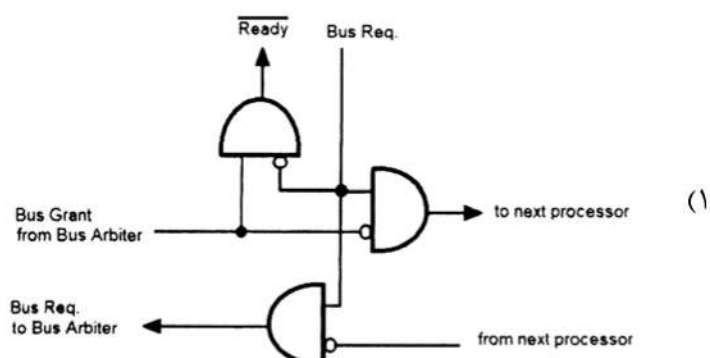 Ready
Bus Req.
Bus Grant
from Bus Arbiter
to next processor
(۱
Bus Req.
to Bus Arbiter
from next processor